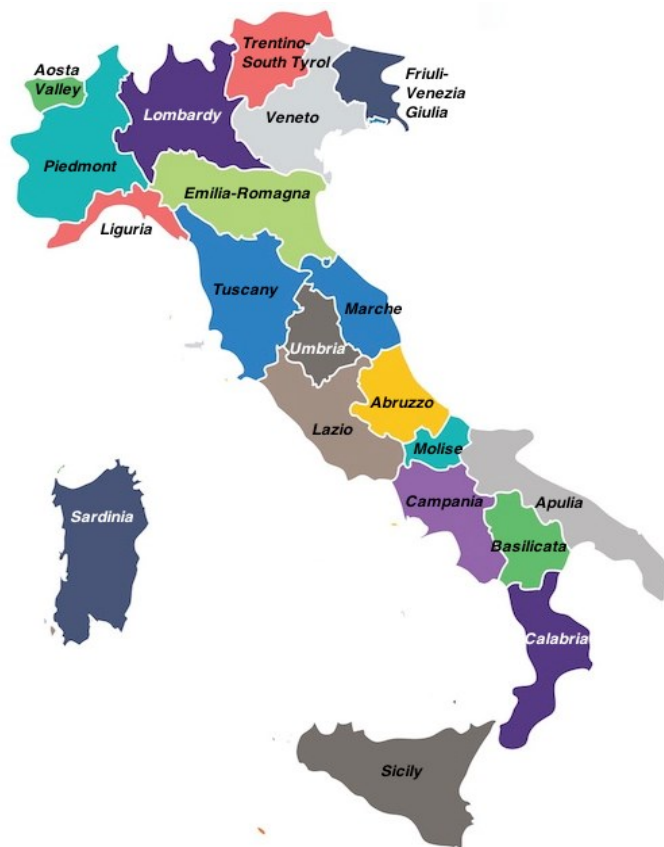 Trentino-
South Tyrol
Aosta
Valley
Friuli-
Venezia
Giulia
Lombardy
Veneto
Piedmont
Emilia-Romagna
Liguria
Tuscany
Marche
Umbria
Abruzzo
Lazio
Molise
Campania
Apulia
Sardinia
Basilicata
Calabria
Sicily